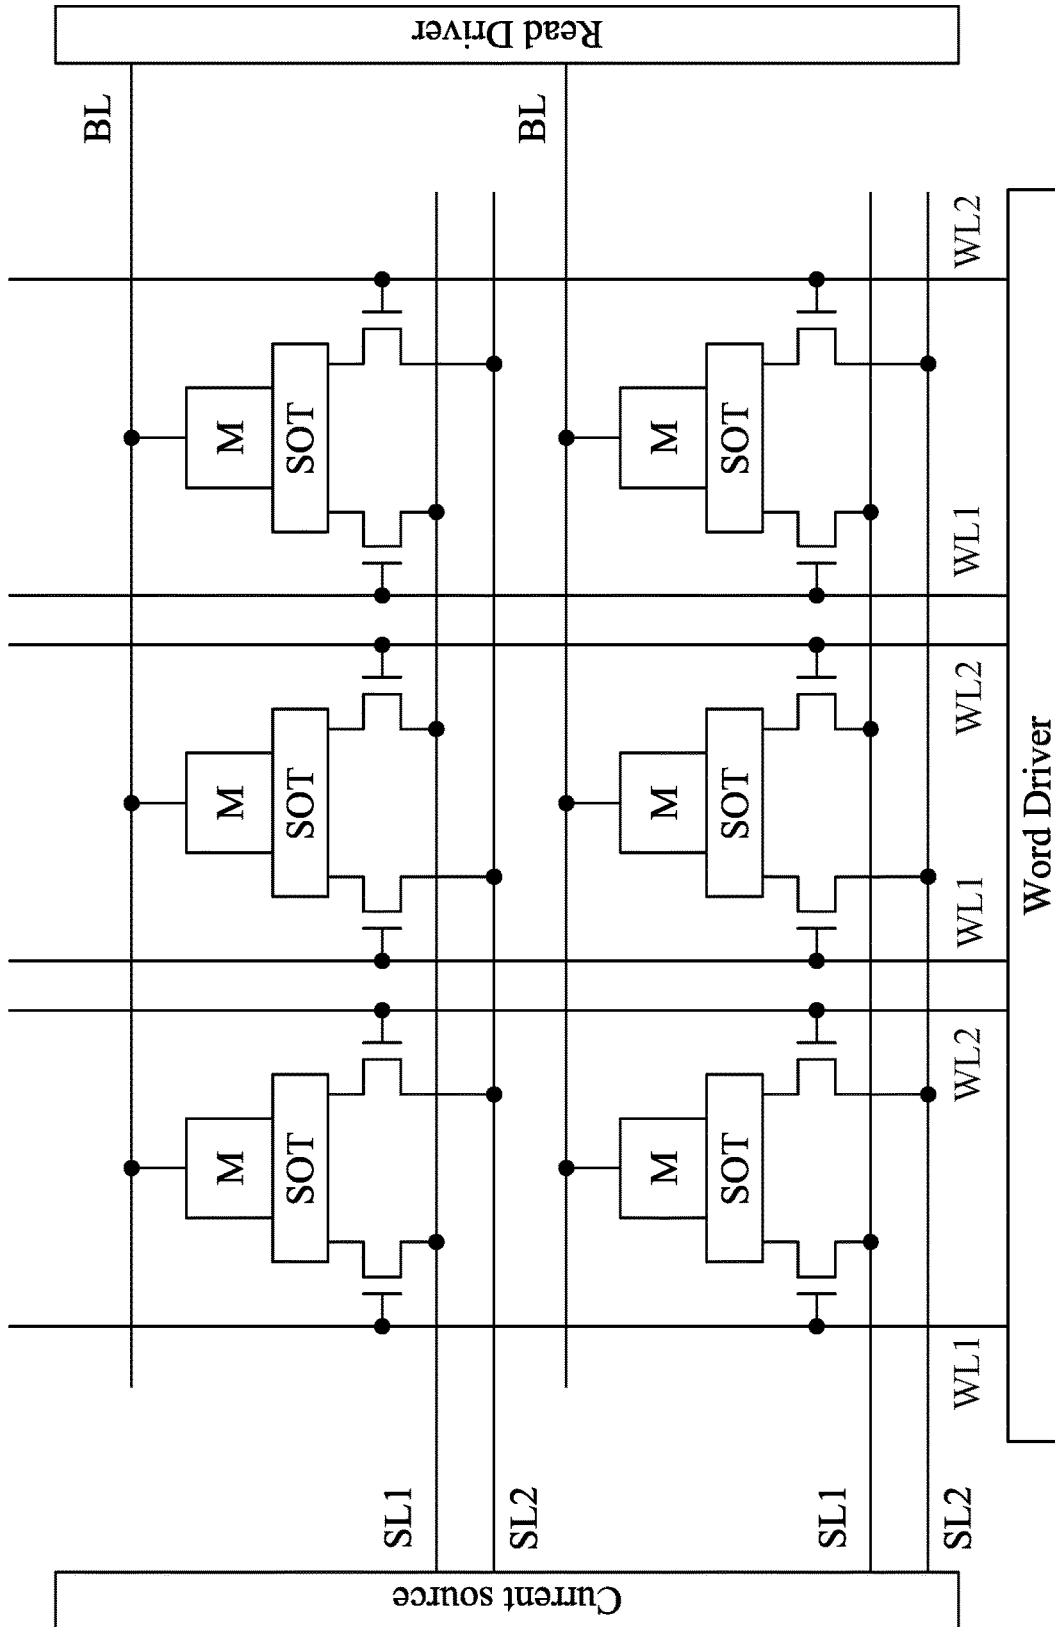 Read Driver
BL
BL
WL2
M
SOT
M
SOT
WL1
WL2
M
SOT
M
SOT
WL1
Word Driver
WL2
M
SOT
M
SOT
WL1
SL1
SL2
SL1
SL2
Current source